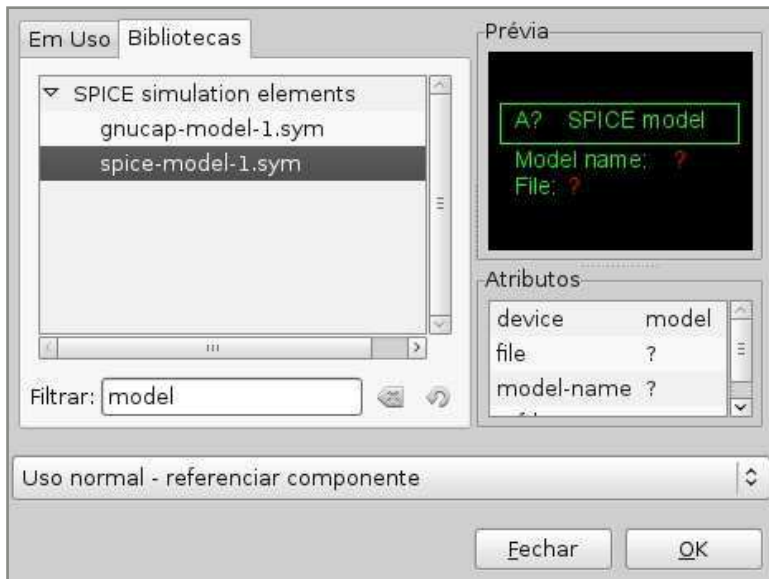 Em Uso
Bibliotecas
SPICE simulation elements
gnucap-model-1.sym
spice-model-1.sym
Filtrar: model
Prévia
A? SPICE model
Model name: ?
File: ?
Atributos
device model
file ?
model-name ?
Uso normal - referenciar componente
Fechar
OK